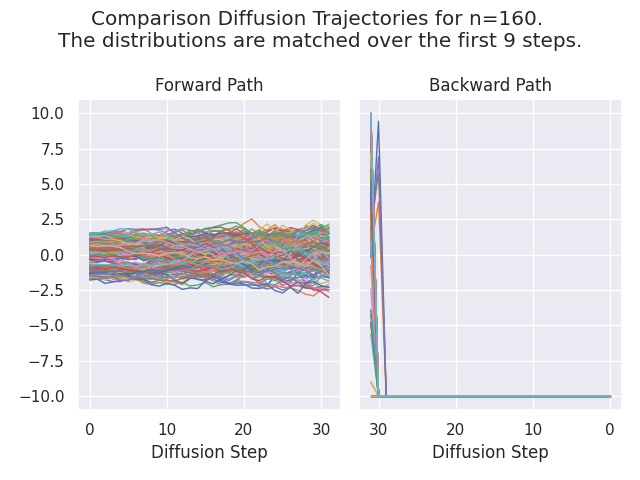 Comparison Diffusion Trajectories for n=160.
The distributions are matched over the first 9 steps.
Forward Path
Backward Path
10.0
7.5
5.0
2.5
0.0
−2.5
−5.0
−7.5
−10.0
0 10 20 30
30 20 10 0
Diffusion Step
Diffusion Step